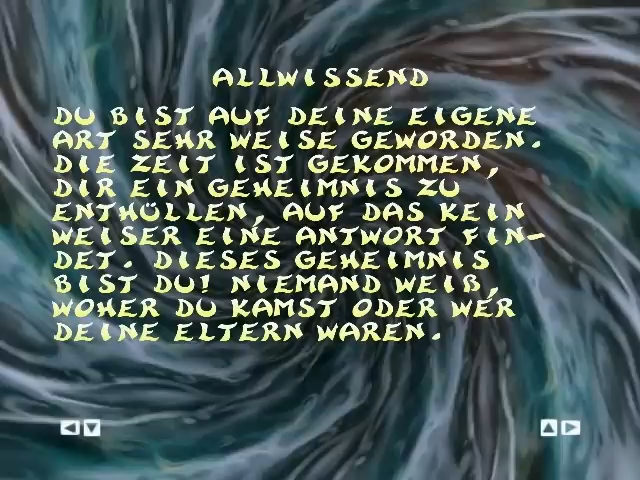 ALLWISSEND
DU BIST AUF DEINE EIGENE
ART SEHR WEISE GEWORDEN.
DIE ZEIT IST GEKOMMEN,
DIR EIN GEHEIMNIS ZU
ENTHÜLLEN, AUF DAS KEIN
WEISER EINE ANTWORT FIN-
DET. DIESES GEHEIMNIS
BIST DU! NIEMAND WEIß,
WOHER DU KAMST ODER WER
DEINE ELTERN WAREN.